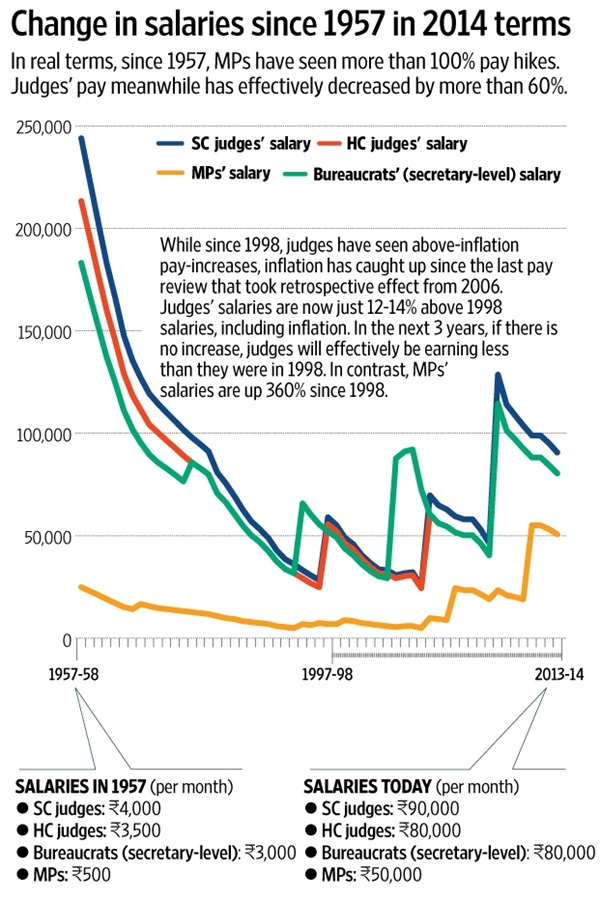 Change in salaries since 1957 in 2014 terms
In real terms, since 1957, MPs have seen more than 100% pay hikes.
Judges' pay meanwhile has effectively decreased by more than 60%.
250,000
SC judges' salary
HC judges' salary
MPs' salary
Bureaucrats' (secretary-level) salary
200,000
While since 1998, judges have seen above-inflation
pay-increases, inflation has caught up since the last pay
review that took retrospective effect from 2006.
Judges' salaries are now just 12-14% above 1998
salaries, including inflation. In the next 3 years, if there is
no increase, judges will effectively be earning less
than they were in 1998. In contrast, MPs'
salaries are up 360% since 1998.
150,000
100,000
50,000
0
1957-58
1997-98
2013-14
SALARIES IN 1957 (per month)
● SC judges: ₹4,000
● HC judges: ₹3,500
● Bureaucrats (secretary-level): ₹3,000
● MPs: ₹500
SALARIES TODAY (per month)
● SC judges: ₹90,000
● HC judges: ₹80,000
● Bureaucrats (secretary-level): ₹80,000
● MPs: ₹50,000